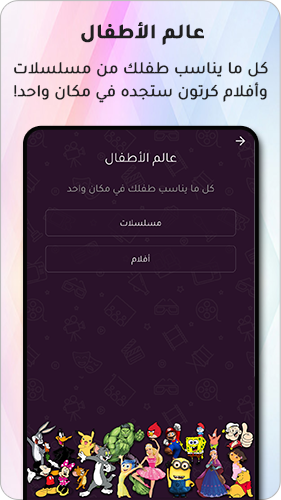 عالم الأطفال
كل ما يناسب طفلك من مسلسلات
وأفلام كرتون ستجده في مكان واحد!
عالم الأطفال
كل ما يناسب طفلك في مكان واحد
مسلسلات
أفلام